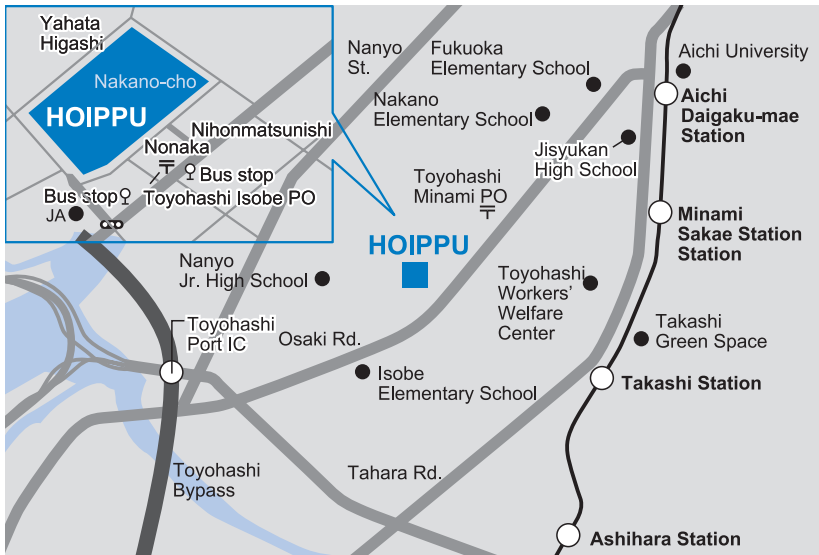 Yahata
Higashi
Nakano-cho
HOIPPU
Nihonmatsunishi
Nonaka
Bus stop
Bus stop
Toyohashi Isobe PO
JA
Nanyo
St.
Fukuoka
Elementary School
Aichi University
Nakano
Elementary School
Aichi
Daigaku-mae
Station
Jisyukan
High School
Toyohashi
Minami PO
Minami
Sakae Station
Station
HOIPPU
Nanyo
Jr. High School
Toyohashi
Workers'
Welfare
Center
Toyohashi
Port IC
Osaki Rd.
Takashi
Green Space
Isobe
Elementary School
Takashi Station
Toyohashi
Bypass
Tahara Rd.
Ashihara Station